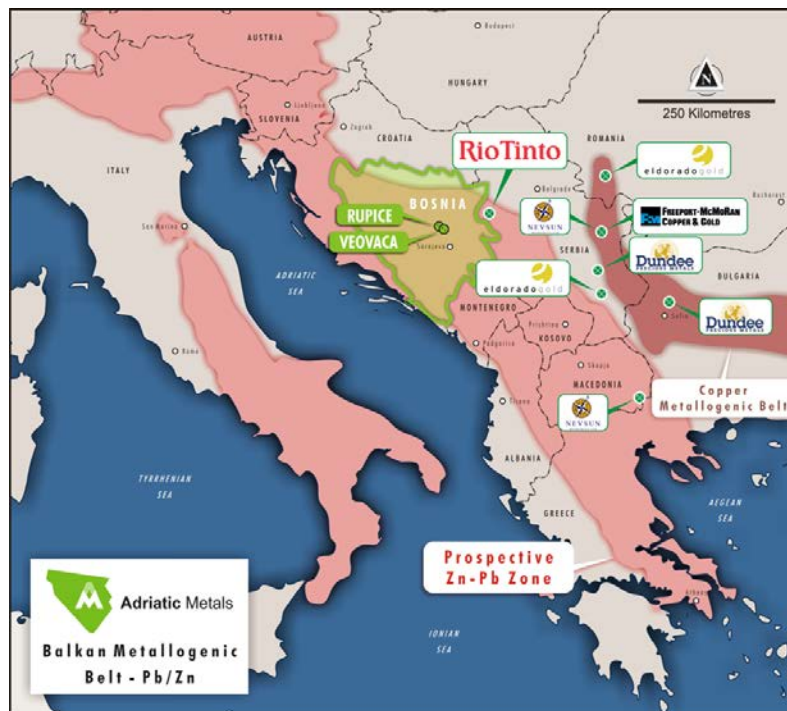 AUSTRIA
Budapest
HUNGARY
N
250 Kilometres
Ljubljana
SLOVENIA
Zagreb
CROATIA
ROMANIA
RioTinto
eldoradogold
ITALY
Belgrade
Bucharest
BOSNIA
NEVSUN
FCX
FREEPORT-McMoRAN
COPPER & GOLD
RUPICE
San Marino
VEOVACA
Sarajevo
SERBIA
Dundee
PRECIOUS METALS
ADRIATIC
SEA
eldoradogold
BULGARIA
MONTENEGRO
Sofia
Dundee
PRECIOUS METALS
Prishtina
KOSOVO
Podgorica
Roma
Skopje
MACEDONIA
Copper
Metallogenic Belt
NEVSUN
Tirana
ALBANIA
TYRRHENIAN
SEA
AEGEAN
SEA
GREECE
Prospective
Zn-Pb Zone
Adriatic Metals
Athens
Balkan Metallogenic
Belt - Pb/Zn
IONIAN
SEA